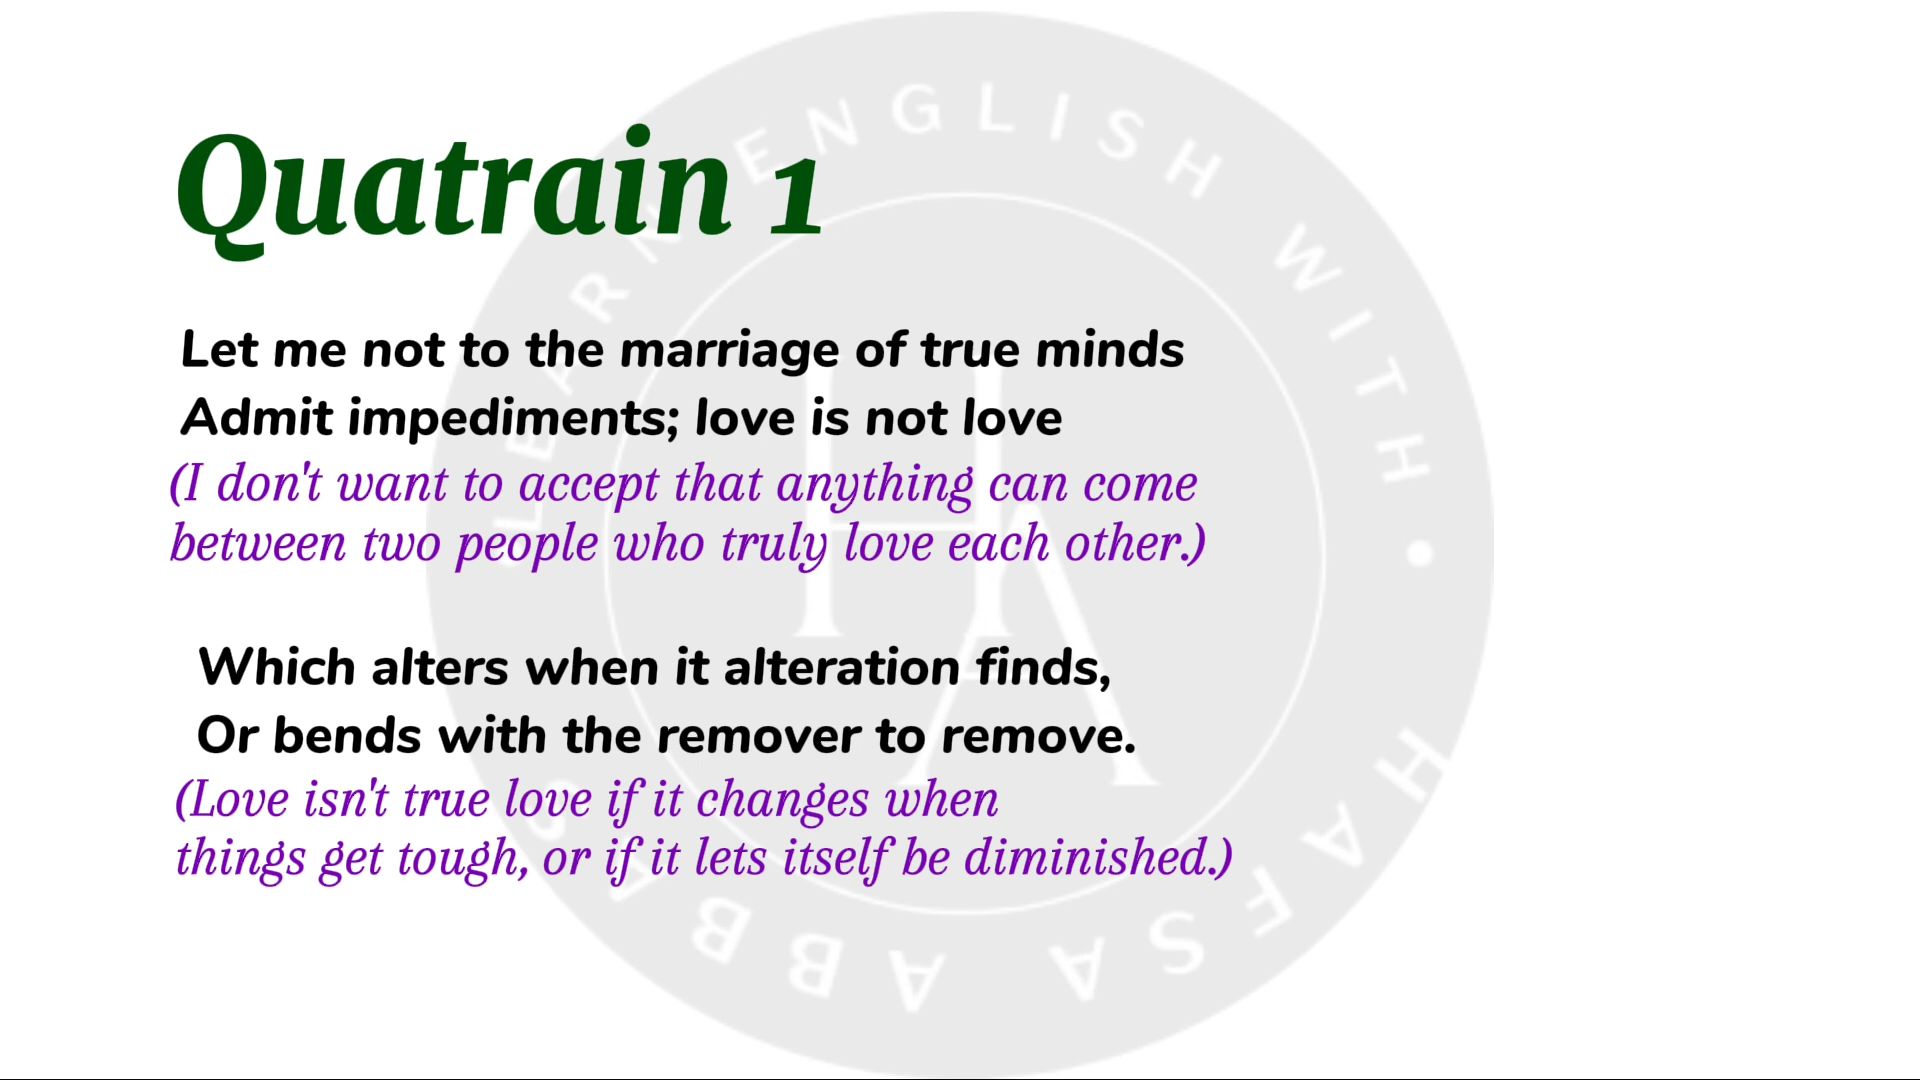 LEARN ENGLISH WITH HAFSA ABBAS
HA
Quatrain 1
Let me not to the marriage of true minds
Admit impediments; love is not love
(I don't want to accept that anything can come
between two people who truly love each other.)
Which alters when it alteration finds,
Or bends with the remover to remove.
(Love isn't true love if it changes when
things get tough, or if it lets itself be diminished.)